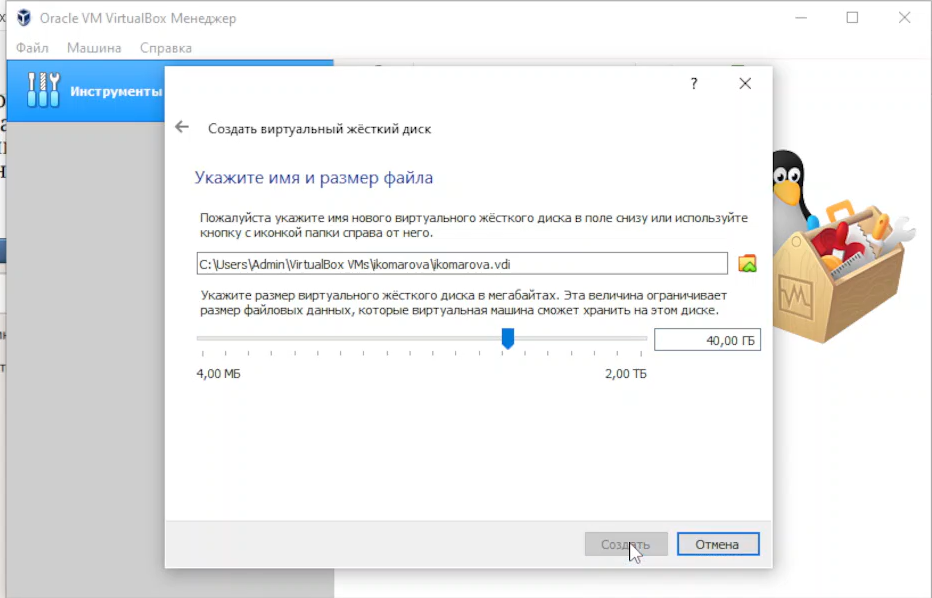 Oracle VM VirtualBox Менеджер
Файл Машина Справка
Инструменты
?
Создать виртуальный жёсткий диск
Укажите имя и размер файла
Пожалуйста укажите имя нового виртуального жёсткого диска в поле снизу или используйте
кнопку с иконкой папки справа от него.
C:\Users\Admin\VirtualBox VMs\ikomarova\ikomarova.vdi
Укажите размер виртуального жёсткого диска в мегабайтах. Эта величина ограничивает
размер файловых данных, которые виртуальная машина сможет хранить на этом диске.
40,00 ГБ
4,00 МБ 2,00 ТБ
Создать Отмена